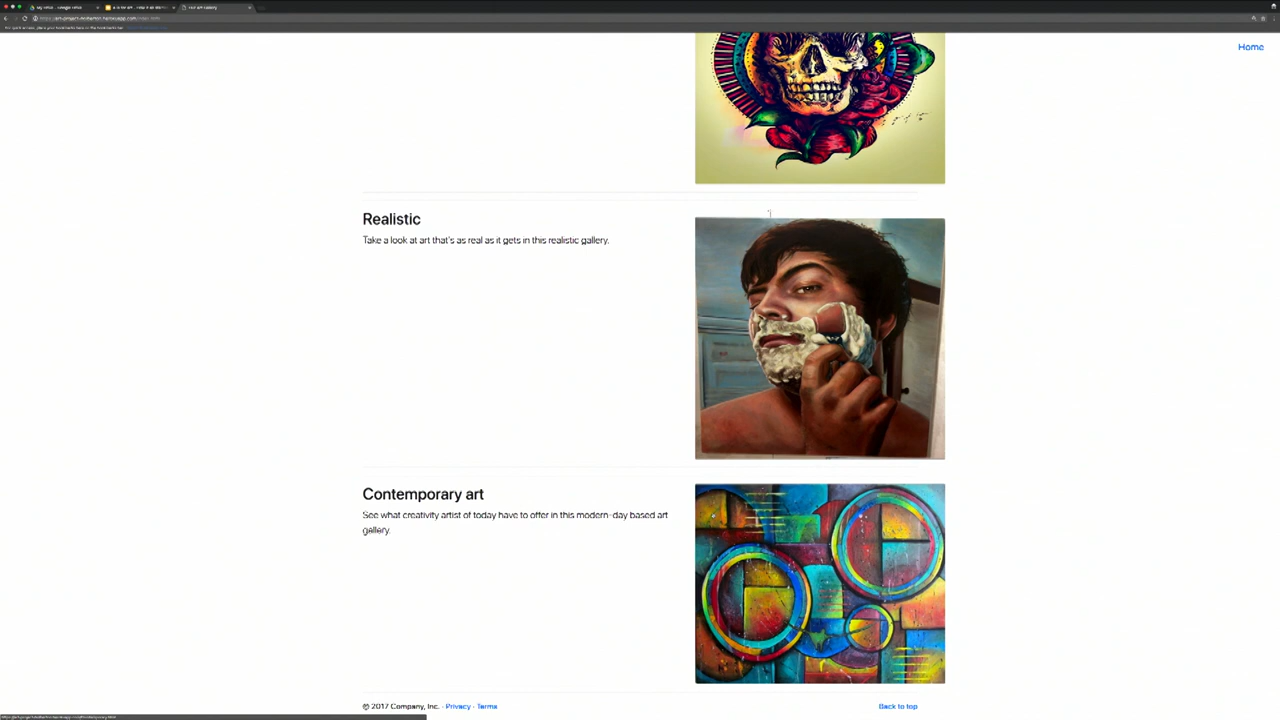 Home
Realistic
Take a look at art that's as real as it gets in this realistic gallery.
Contemporary art
See what creativity artist of today have to offer in this modern-day based art
gallery.
© 2017 Company, Inc. · Privacy · Terms
Back to top